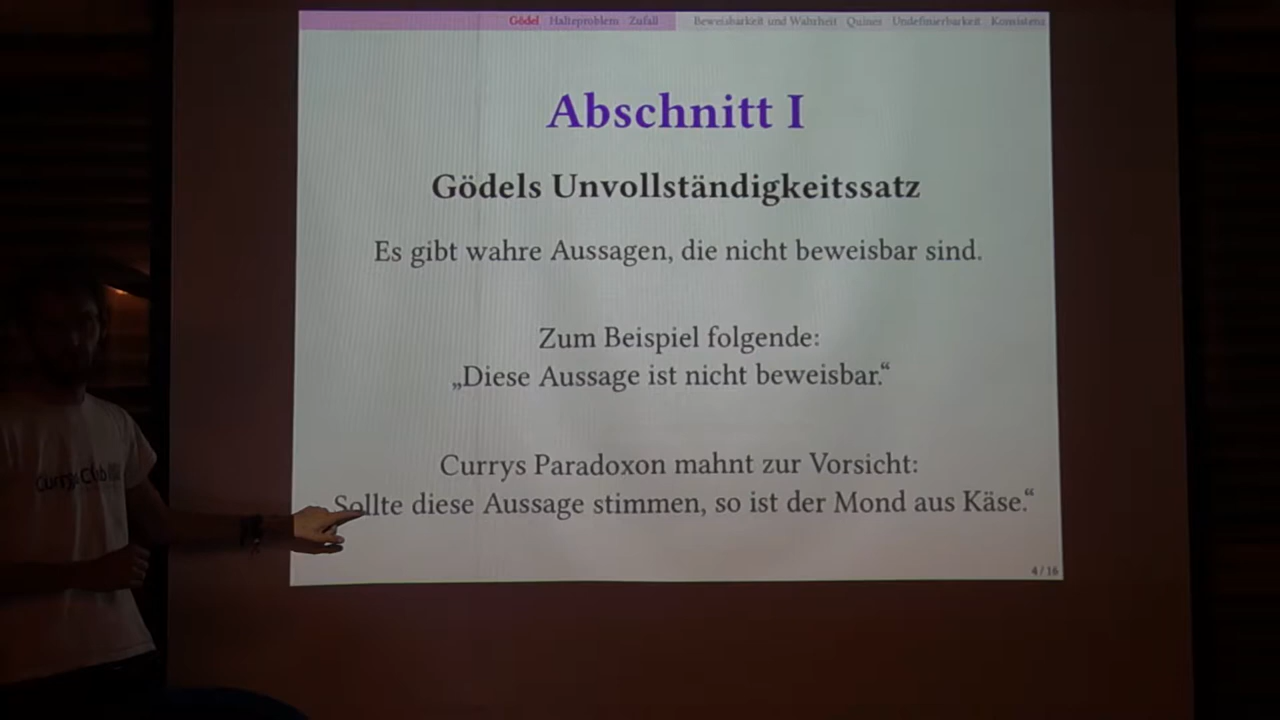 Gödel Halteproblem Zufall Beweisbarkeit und Wahrheit Quines Undefinierbarkeit Konsistenz
Abschnitt I
Gödels Unvollständigkeitssatz
Es gibt wahre Aussagen, die nicht beweisbar sind.
Zum Beispiel folgende:
„Diese Aussage ist nicht beweisbar.“
Currys Paradoxon mahnt zur Vorsicht:
Sollte diese Aussage stimmen, so ist der Mond aus Käse.“
4 / 16
Curry Club